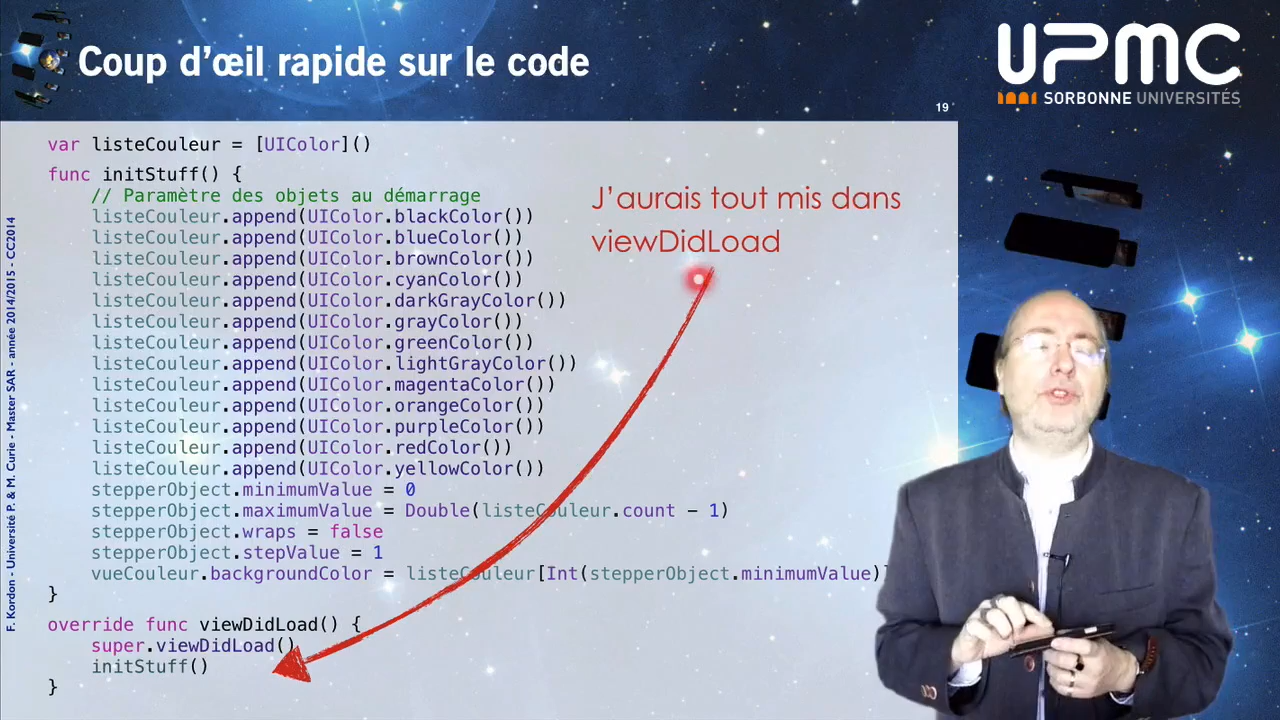 Coup d'œil rapide sur le code
UPMC
SORBONNE UNIVERSITÉS
19
var listeCouleur = [UIColor]()
func initStuff() {
// Paramètre des objets au démarrage
listeCouleur.append(UIColor.blackColor())
listeCouleur.append(UIColor.blueColor())
listeCouleur.append(UIColor.brownColor())
listeCouleur.append(UIColor.cyanColor())
listeCouleur.append(UIColor.darkGrayColor())
listeCouleur.append(UIColor.grayColor())
listeCouleur.append(UIColor.greenColor())
listeCouleur.append(UIColor.lightGrayColor())
listeCouleur.append(UIColor.magentaColor())
listeCouleur.append(UIColor.orangeColor())
listeCouleur.append(UIColor.purpleColor())
listeCouleur.append(UIColor.redColor())
listeCouleur.append(UIColor.yellowColor())
stepperObject.minimumValue = 0
stepperObject.maximumValue = Double(listeCouleur.count - 1)
stepperObject.wraps = false
stepperObject.stepValue = 1
vueCouleur.backgroundColor = listeCouleur[Int(stepperObject.minimumValue)]
}
override func viewDidLoad() {
super.viewDidLoad()
initStuff()
}
J'aurais tout mis dans
viewDidLoad
F. Kordon - Université P. & M. Curie - Master SAR - année 2014/2015 - CC2014